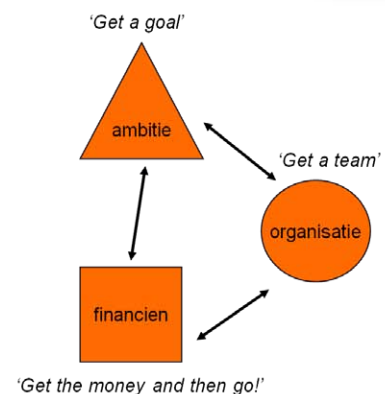 'Get a goal'
ambitie
'Get a team'
organisatie
financien
'Get the money and then go!'